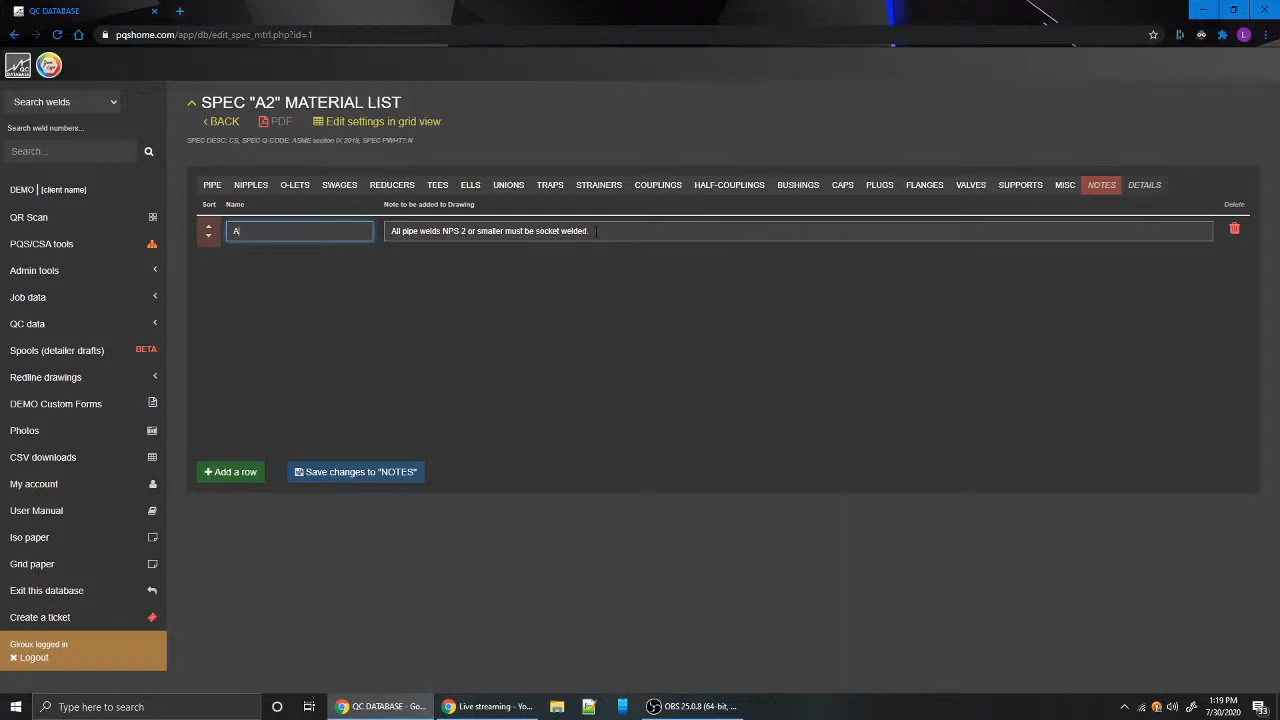 QC DATABASE
pqshome.com/app/db/edit_spec_mtrl.php?id=1
L
QC DATABASE
Search welds
Search weld numbers...
Search...
DEMO | [client name]
QR Scan
PQS/CSA tools
Admin tools
Job data
QC data
Spools (detailer drafts) BETA
Redline drawings
DEMO Custom Forms
Photos
CSV downloads
My account
User Manual
Iso paper
Grid paper
Exit this database
Create a ticket
Giroux logged in
Logout
SPEC "A2" MATERIAL LIST
BACK PDF Edit settings in grid view
SPEC DESC: CS, SPEC Q-CODE: ASME section IX 2019, SPEC PWHT?:N
PIPE NIPPLES O-LETS SWAGES REDUCERS TEES ELLS UNIONS TRAPS STRAINERS COUPLINGS HALF-COUPLINGS BUSHINGS CAPS PLUGS FLANGES VALVES SUPPORTS MISC NOTES DETAILS
Sort Name Note to be added to Drawing Delete
A All pipe welds NPS 2 or smaller must be socket welded.
+ Add a row Save changes to "NOTES"
Type here to search
QC DATABASE - Go...
Live streaming - Vo...
OBS 25.0.8 (64-bit, ...
1:19 PM
7/30/2020